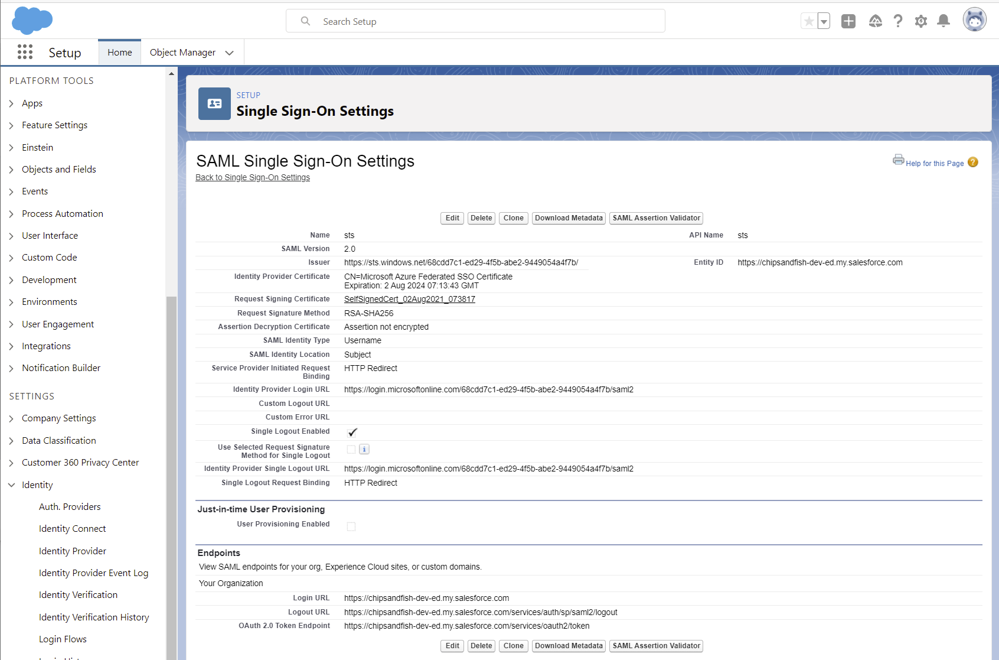 Search Setup
Setup
Home
Object Manager
PLATFORM TOOLS
Apps
Feature Settings
Einstein
Objects and Fields
Events
Process Automation
User Interface
Custom Code
Development
Environments
User Engagement
Integrations
Notification Builder
SETTINGS
Company Settings
Data Classification
Customer 360 Privacy Center
Identity
Auth. Providers
Identity Connect
Identity Provider
Identity Provider Event Log
Identity Verification
Identity Verification History
Login Flows
SETUP
Single Sign-On Settings
SAML Single Sign-On Settings
Back to Single Sign-On Settings
Help for this Page ?
Edit Delete Clone Download Metadata SAML Assertion Validator
Name sts API Name sts
SAML Version 2.0
Issuer https://sts.windows.net/68cdd7c1-ed29-4f5b-abe2-9449054a4f7b/ Entity ID https://chipsandfish-dev-ed.my.salesforce.com
Identity Provider Certificate CN=Microsoft Azure Federated SSO Certificate
Expiration: 2 Aug 2024 07:13:43 GMT
Request Signing Certificate SelfSignedCert_02Aug2021_073817
Request Signature Method RSA-SHA256
Assertion Decryption Certificate Assertion not encrypted
SAML Identity Type Username
SAML Identity Location Subject
Service Provider Initiated Request HTTP Redirect
Binding
Identity Provider Login URL https://login.microsoftonline.com/68cdd7c1-ed29-4f5b-abe2-9449054a4f7b/saml2
Custom Logout URL
Custom Error URL
Single Logout Enabled
Use Selected Request Signature
Method for Single Logout
Identity Provider Single Logout URL https://login.microsoftonline.com/68cdd7c1-ed29-4f5b-abe2-9449054a4f7b/saml2
Single Logout Request Binding HTTP Redirect
Just-in-time User Provisioning
User Provisioning Enabled
Endpoints
View SAML endpoints for your org, Experience Cloud sites, or custom domains.
Your Organization
Login URL https://chipsandfish-dev-ed.my.salesforce.com
Logout URL https://chipsandfish-dev-ed.my.salesforce.com/services/auth/sp/saml2/logout
OAuth 2.0 Token Endpoint https://chipsandfish-dev-ed.my.salesforce.com/services/oauth2/token
Edit Delete Clone Download Metadata SAML Assertion Validator